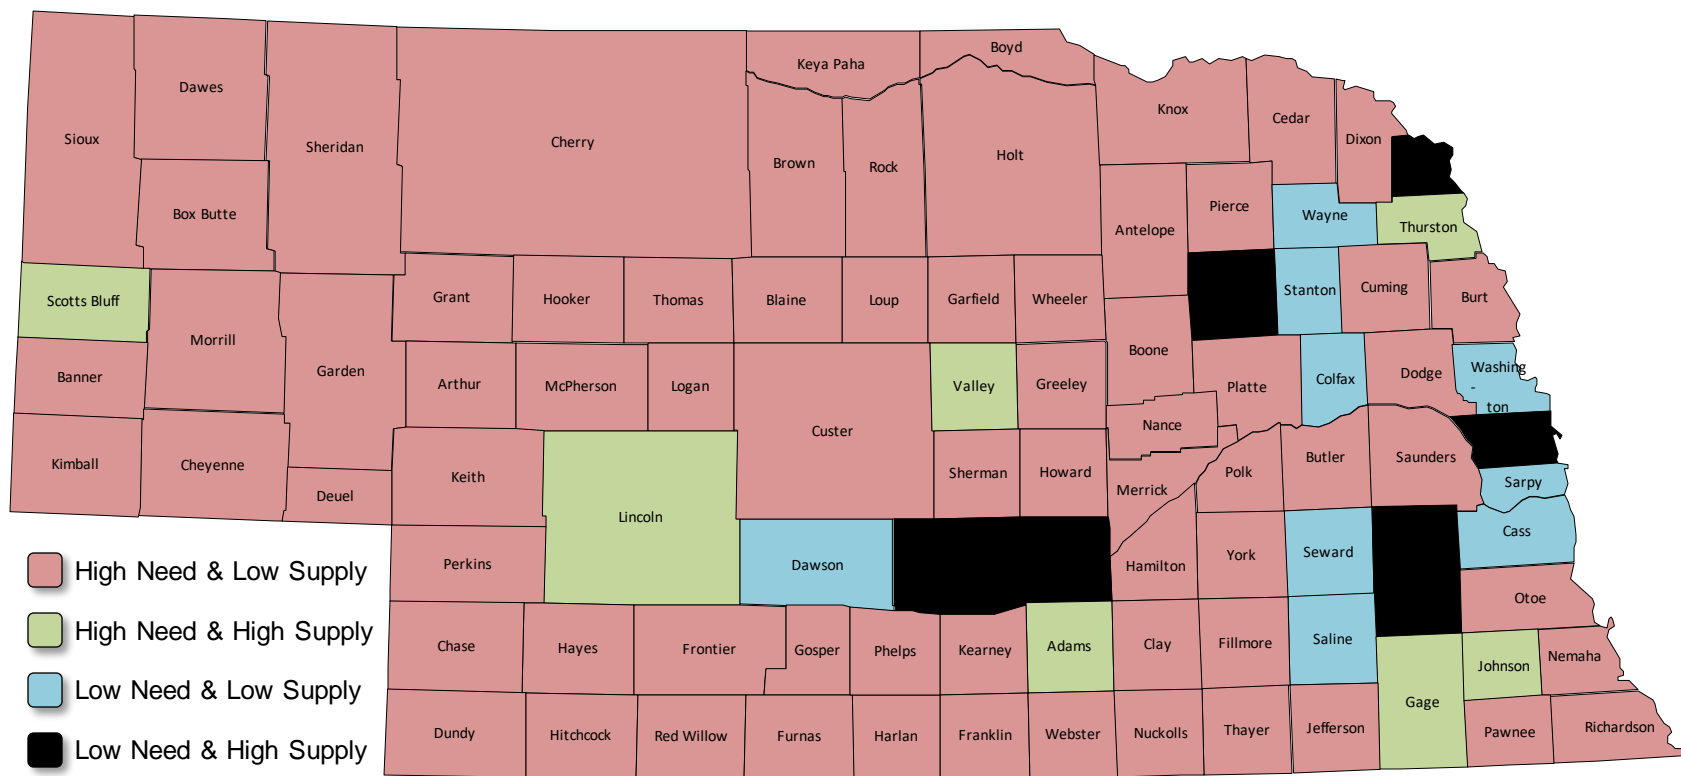 Boyd
Keya Paha
Dawes
Knox
Cedar
Sioux
Sheridan
Cherry
Dixon
Brown
Rock
Holt
Box Butte
Pierce
Wayne
Antelope
Thurston
Scotts Bluff
Grant
Hooker
Thomas
Blaine
Loup
Garfield
Wheeler
Stanton
Cuming
Burt
Morrill
Boone
Banner
Garden
Arthur
McPherson
Logan
Valley
Greeley
Platte
Colfax
Dodge
Washing
-
ton
Custer
Nance
Kimball
Cheyenne
Keith
Sherman
Howard
Polk
Butler
Saunders
Deuel
Merrick
Sarpy
Lincoln
Cass
Perkins
Dawson
Hamilton
York
Seward
Otoe
Chase
Hayes
Frontier
Gosper
Phelps
Kearney
Adams
Clay
Fillmore
Saline
Johnson
Nemaha
Gage
Dundy
Hitchcock
Red Willow
Furnas
Harlan
Franklin
Webster
Nuckolls
Thayer
Jefferson
Pawnee
Richardson
High Need & Low Supply
High Need & High Supply
Low Need & Low Supply
Low Need & High Supply